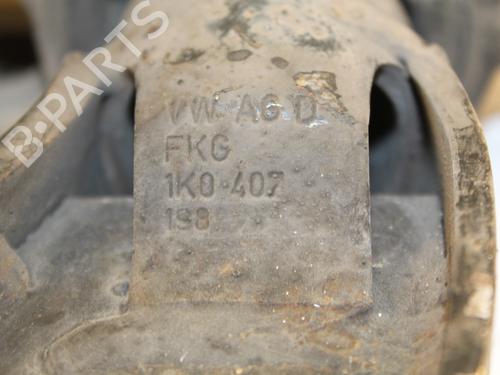 B-PARTS
VW AG D
FKG
1K0 407
198